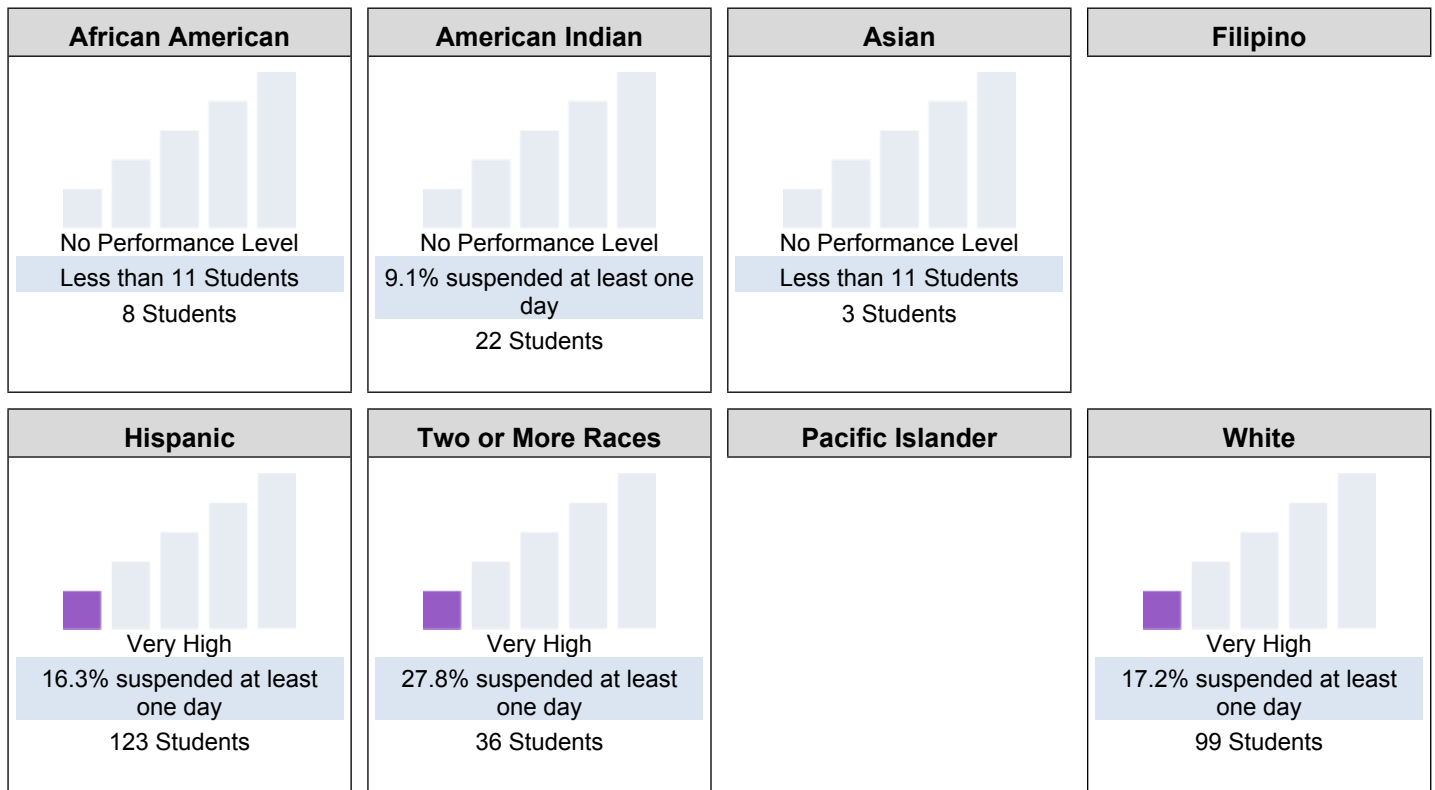 African American
No Performance Level
Less than 11 Students
8 Students
American Indian
No Performance Level
9.1% suspended at least one
day
22 Students
Asian
No Performance Level
Less than 11 Students
3 Students
Filipino
Hispanic
Very High
16.3% suspended at least
one day
123 Students
Two or More Races
Very High
27.8% suspended at least
one day
36 Students
Pacific Islander
White
Very High
17.2% suspended at least
one day
99 Students